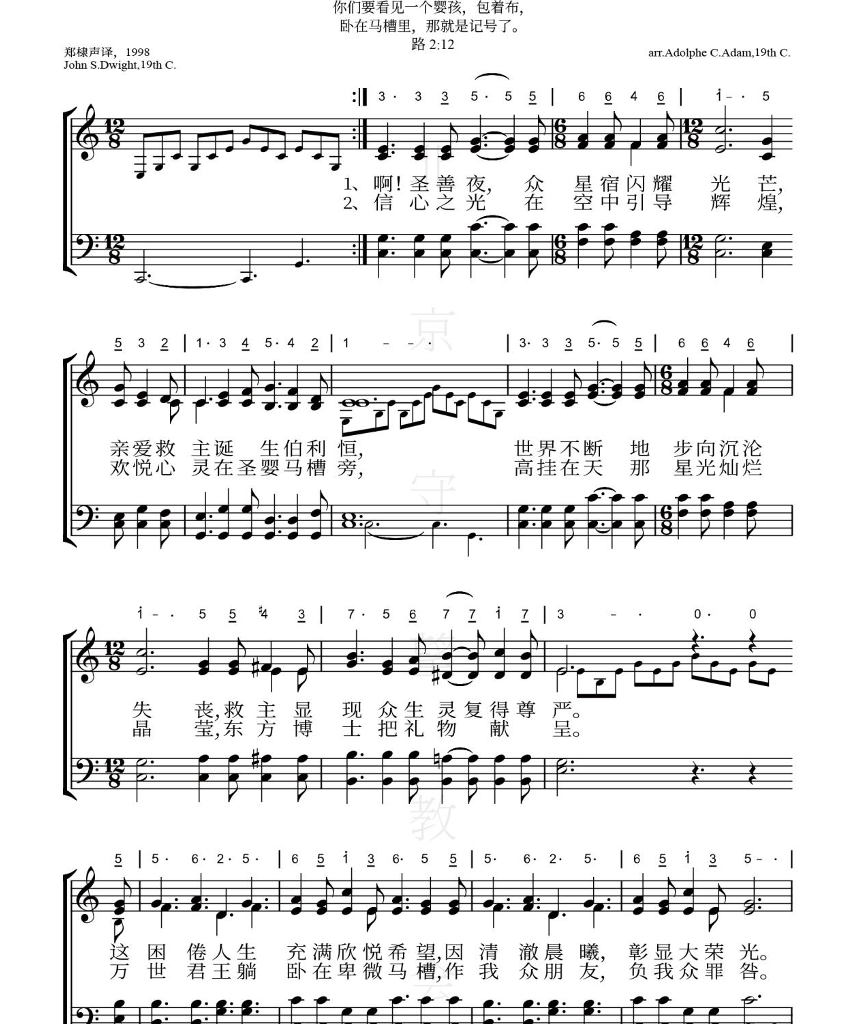 你们要看见一个婴孩，包着布，
卧在马槽里，那就是记号了。
路 2:12
郑棣声译，1998
John S.Dwight,19th C.
arr.Adolphe C.Adam,19th C.
3 · 3 3 5 · 5 5 | 6 6 4 6 | 1 - · 5
1、啊！圣善夜， 众 星宿闪耀 光 芒，
2、信心之光 在 空中引导 辉 煌，
京
5 3 2 | 1 · 3 4 5 · 4 2 | 1 - - · | 3 · 3 3 5 · 5 5 | 6 6 4 6 |
亲爱救 主诞 生伯利恒， 世界不断 地 步向沉沦
欢悦心 灵在圣婴马槽旁， 高挂在天 那 星光灿烂
守
1 - · 5 5 #4 3 | 7 · 5 6 7 7 1 7 | 3 - · 0 · 0
失 丧，救主显 现众生灵复得尊严。
晶 莹，东方博 士把礼物 献 呈。
教
5 | 5 · 6 · 2 · 5 · | 6 5 1 3 6 · 5 5 | 5 · 6 · 2 · 5 · | 6 5 1 3 5 - ·
这 困倦人生 充满欣悦希望，因清澈晨曦， 彰显大荣光。
万 世君王躺 卧在卑微马槽，作我众朋友， 负我众罪咎。